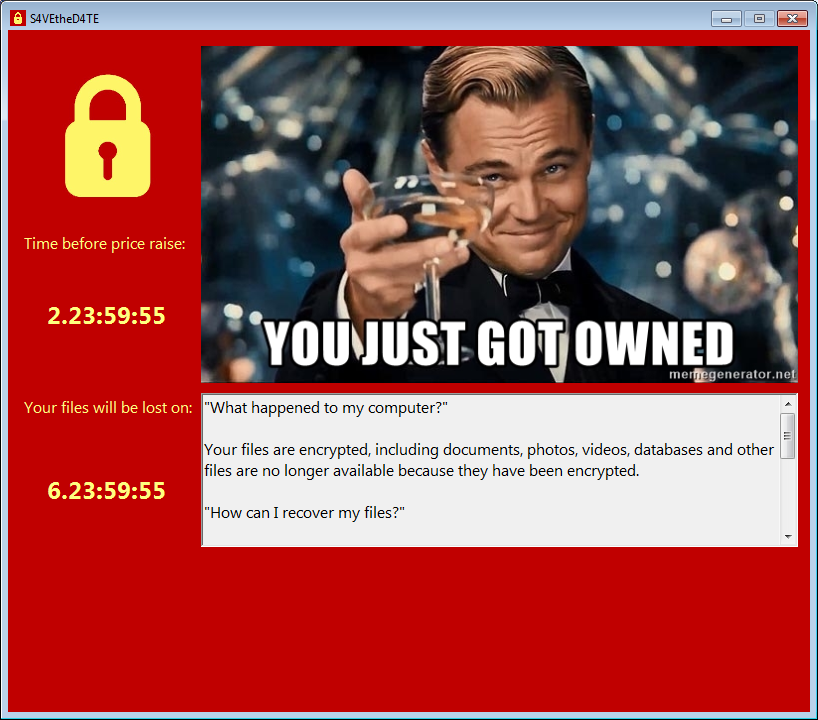 S4VEtheD4TE
YOU JUST GOT OWNED
memegenerator.net
Time before price raise:
2.23:59:55
Your files will be lost on:
6.23:59:55
"What happened to my computer?"
Your files are encrypted, including documents, photos, videos, databases and other
files are no longer available because they have been encrypted.
"How can I recover my files?"